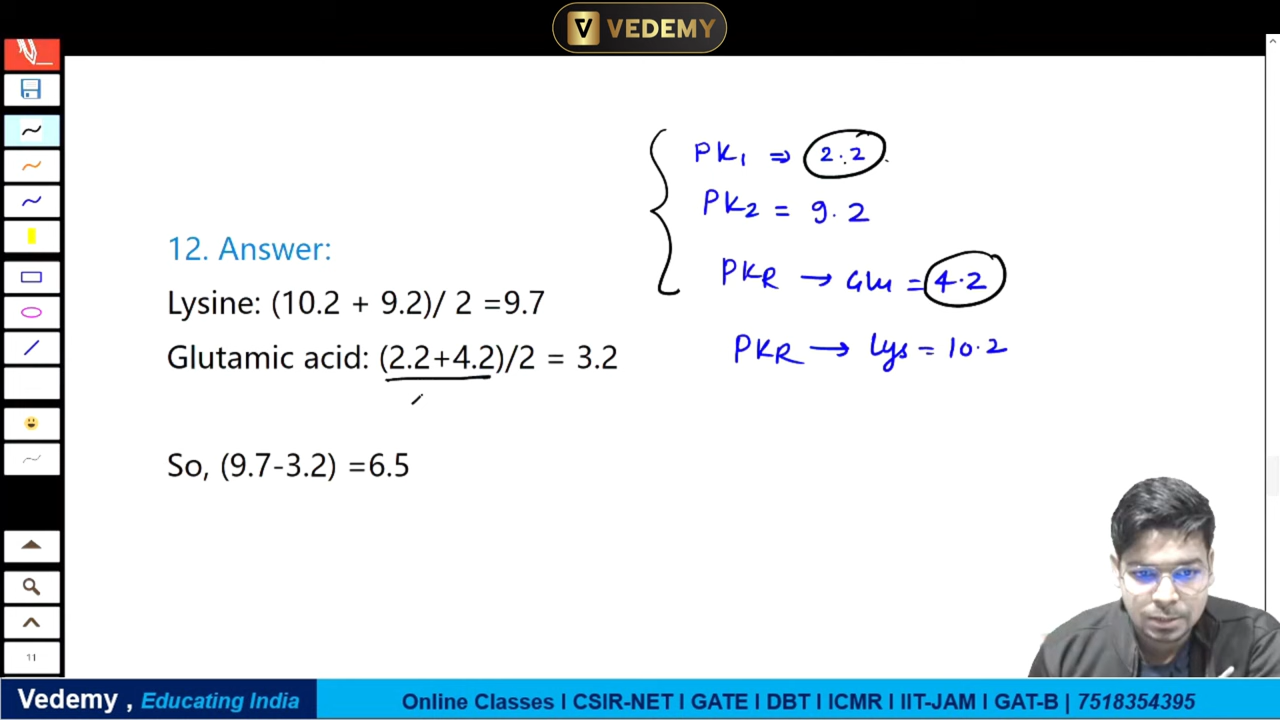 VEDEMY
PK1 ⇒ 2.2
PK2 = 9.2
PKR → Glu = 4.2
PKR → Lys = 10.2
12. Answer:
Lysine: (10.2 + 9.2)/ 2 =9.7
Glutamic acid: (2.2+4.2)/2 = 3.2
So, (9.7-3.2) =6.5
11
Vedemy , Educating India
Online Classes I CSIR-NET I GATE I DBT I ICMR I IIT-JAM I GAT-B I 7518354395